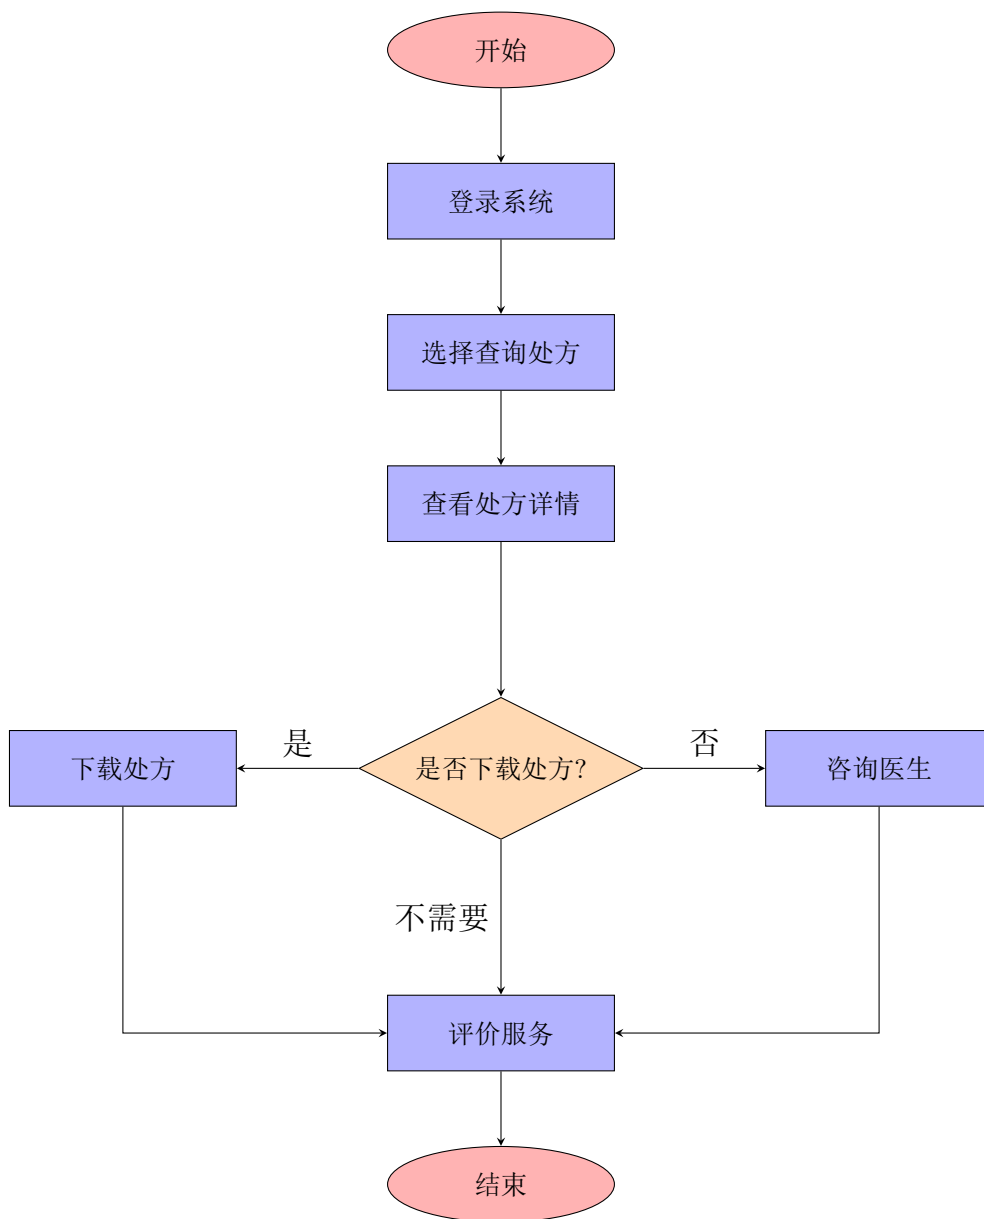 开始
登录系统
选择查询处方
查看处方详情
是
否
下载处方
是否下载处方?
咨询医生
不需要
评价服务
结束